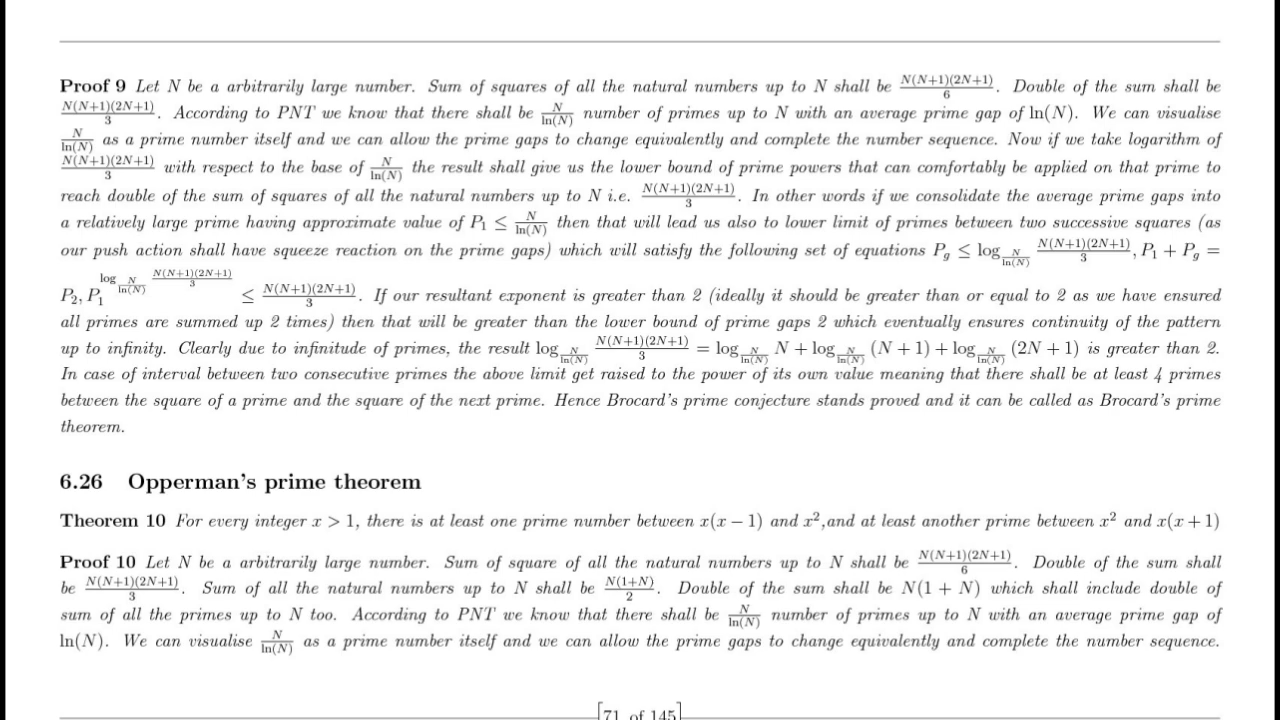 Proof 9 Let N be a arbitrarily large number. Sum of squares of all the natural numbers up to N shall be N(N+1)(2N+1)/6. Double of the sum shall be
N(N+1)(2N+1)/3. According to PNT we know that there shall be N/ln(N) number of primes up to N with an average prime gap of ln(N). We can visualise
N/ln(N) as a prime number itself and we can allow the prime gaps to change equivalently and complete the number sequence. Now if we take logarithm of
N(N+1)(2N+1)/3 with respect to the base of N/ln(N) the result shall give us the lower bound of prime powers that can comfortably be applied on that prime to
reach double of the sum of squares of all the natural numbers up to N i.e. N(N+1)(2N+1)/3. In other words if we consolidate the average prime gaps into
a relatively large prime having approximate value of P₁ ≤ N/ln(N) then that will lead us also to lower limit of primes between two successive squares (as
our push action shall have squeeze reaction on the prime gaps) which will satisfy the following set of equations P_g ≤ log_{N/ln(N)} N(N+1)(2N+1)/3, P₁ + P_g =
P₂, P₁^{log_{N/ln(N)} N(N+1)(2N+1)/3} ≤ N(N+1)(2N+1)/3. If our resultant exponent is greater than 2 (ideally it should be greater than or equal to 2 as we have ensured
all primes are summed up 2 times) then that will be greater than the lower bound of prime gaps 2 which eventually ensures continuity of the pattern
up to infinity. Clearly due to infinitude of primes, the result log_{N/ln(N)} N(N+1)(2N+1)/3 = log_{N/ln(N)} N + log_{N/ln(N)} (N + 1) + log_{N/ln(N)} (2N + 1) is greater than 2.
In case of interval between two consecutive primes the above limit get raised to the power of its own value meaning that there shall be at least 4 primes
between the square of a prime and the square of the next prime. Hence Brocard's prime conjecture stands proved and it can be called as Brocard's prime
theorem.
6.26 Opperman's prime theorem
Theorem 10 For every integer x > 1, there is at least one prime number between x(x − 1) and x²,and at least another prime between x² and x(x + 1)
Proof 10 Let N be a arbitrarily large number. Sum of square of all the natural numbers up to N shall be N(N+1)(2N+1)/6. Double of the sum shall
be N(N+1)(2N+1)/3. Sum of all the natural numbers up to N shall be N(1+N)/2. Double of the sum shall be N(1 + N) which shall include double of
sum of all the primes up to N too. According to PNT we know that there shall be N/ln(N) number of primes up to N with an average prime gap of
ln(N). We can visualise N/ln(N) as a prime number itself and we can allow the prime gaps to change equivalently and complete the number sequence.
71 of 145